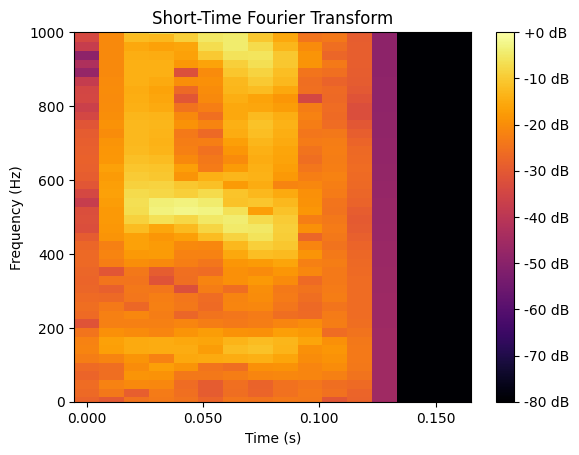 Short-Time Fourier Transform
Frequency (Hz)
1000
800
600
400
200
0
0.000
0.050
0.100
0.150
Time (s)
+0 dB
-10 dB
-20 dB
-30 dB
-40 dB
-50 dB
-60 dB
-70 dB
-80 dB